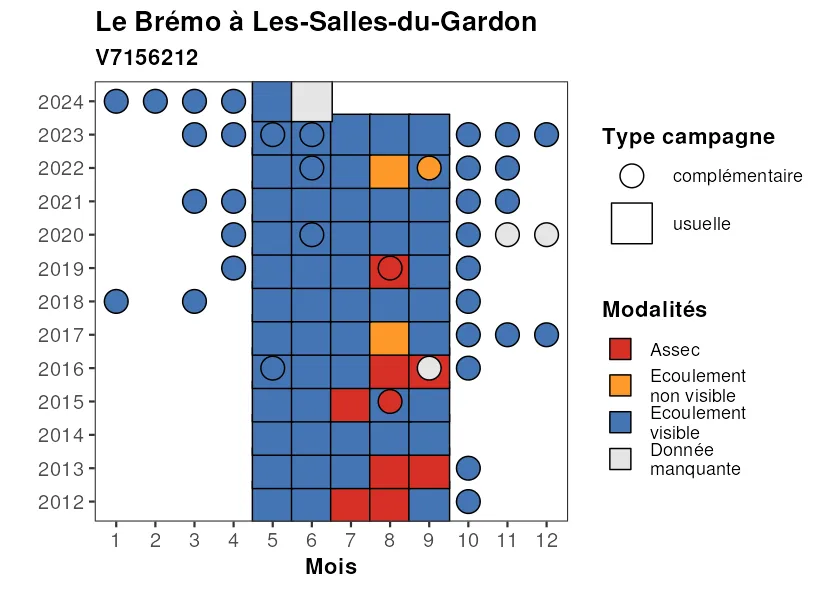 Le Brémo à Les-Salles-du-Gardon
V7156212
2024
2023
2022
2021
2020
2019
2018
2017
2016
2015
2014
2013
2012
1 2 3 4 5 6 7 8 9 10 11 12
Mois
Type campagne
complémentaire
usuelle
Modalités
Assec
Ecoulement
non visible
Ecoulement
visible
Donnée
manquante